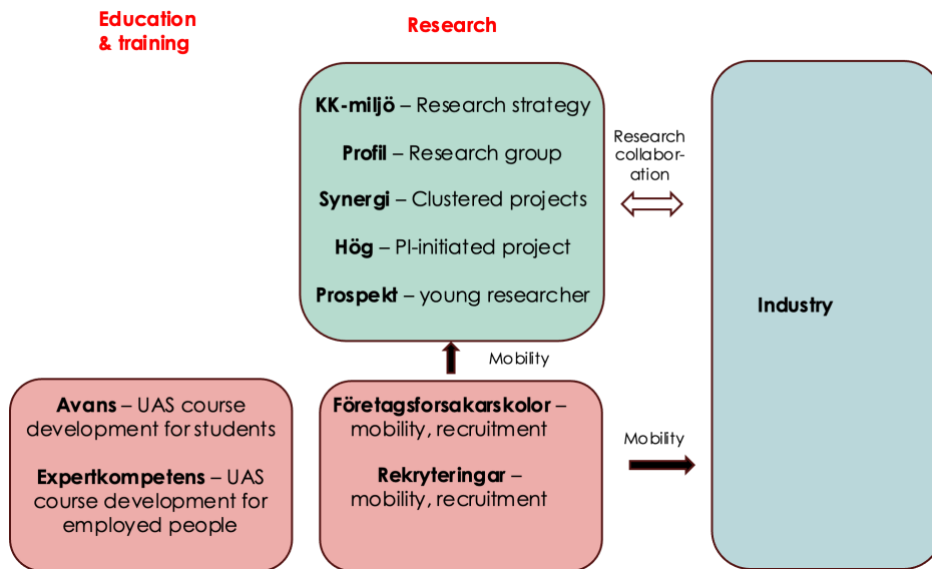 Education
& training
Research
KK-miljö – Research strategy
Profil – Research group
Synergi – Clustered projects
Hög – PI-initiated project
Prospekt – young researcher
Research
collabor-
ation
Industry
Mobility
Avans – UAS course
development for students
Expertkompetens – UAS
course development for
employed people
Företagsforsakarskolor –
mobility, recruitment
Rekryteringar –
mobility, recruitment
Mobility